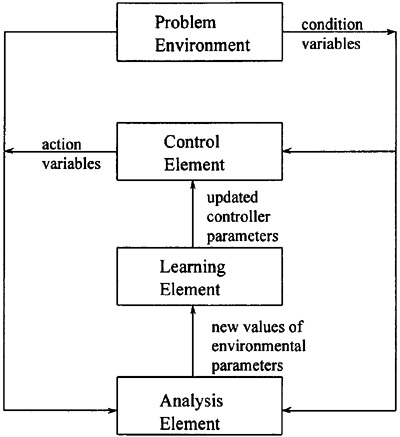 Problem
Environment
condition
variables
action
variables
Control
Element
updated
controller
parameters
Learning
Element
new values of
environmental
parameters
Analysis
Element